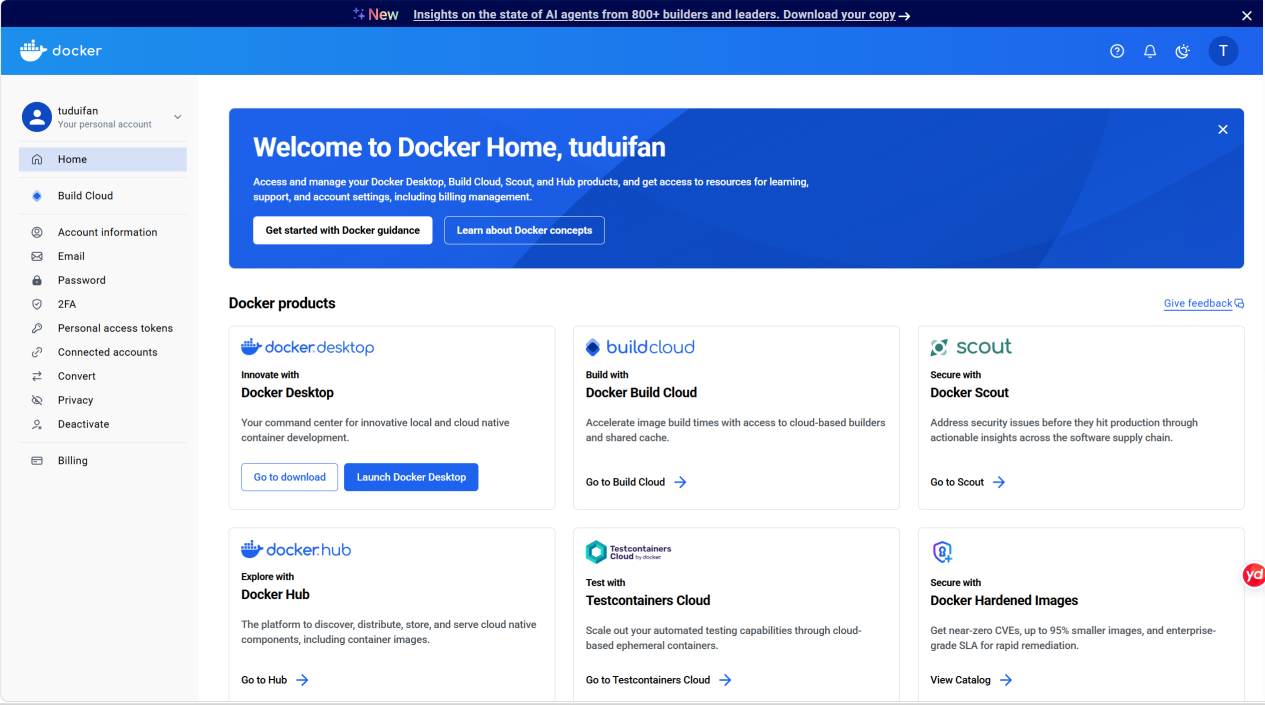 New Insights on the state of AI agents from 800+ builders and leaders. Download your copy →
docker
T
tuduifan
Your personal account
Home
Build Cloud
Account information
Email
Password
2FA
Personal access tokens
Connected accounts
Convert
Privacy
Deactivate
Billing
Welcome to Docker Home, tuduifan
Access and manage your Docker Desktop, Build Cloud, Scout, and Hub products, and get access to resources for learning,
support, and account settings, including billing management.
Get started with Docker guidance
Learn about Docker concepts
Docker products
Give feedback
docker.desktop
Innovate with
Docker Desktop
Your command center for innovative local and cloud native
container development.
Go to download
Launch Docker Desktop
buildcloud
Build with
Docker Build Cloud
Accelerate image build times with access to cloud-based builders
and shared cache.
Go to Build Cloud →
scout
Secure with
Docker Scout
Address security issues before they hit production through
actionable insights across the software supply chain.
Go to Scout →
docker.hub
Explore with
Docker Hub
The platform to discover, distribute, store, and serve cloud native
components, including container images.
Go to Hub →
Testcontainers
Cloud by docker
Test with
Testcontainers Cloud
Scale out your automated testing capabilities through cloud-
based ephemeral containers.
Go to Testcontainers Cloud →
Secure with
Docker Hardened Images
Get near-zero CVEs, up to 95% smaller images, and enterprise-
grade SLA for rapid remediation.
View Catalog →
yd